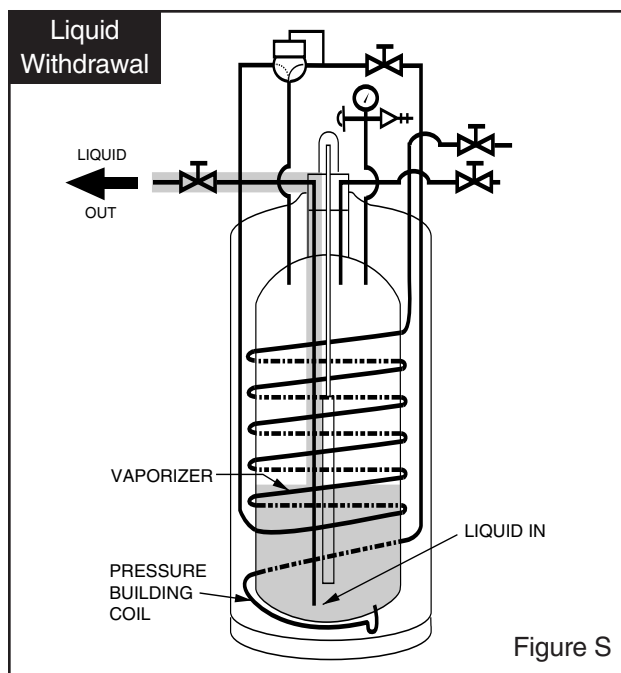 Liquid
Withdrawal
LIQUID
OUT
VAPORIZER
LIQUID IN
PRESSURE
BUILDING
COIL
Figure S